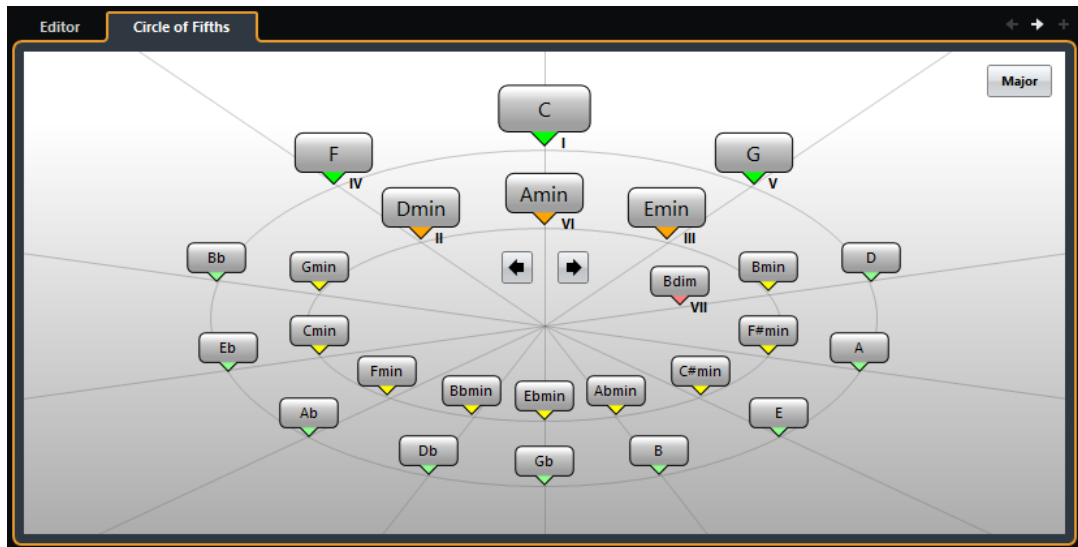 Editor
Circle of Fifths
Major
C
I
F
IV
G
V
Amin
VI
Dmin
II
Emin
III
Bb
Gmin
Bdim
VII
Bmin
D
Eb
Cmin
F#min
A
Fmin
C#min
Bbmin
Ebmin
Abmin
Ab
E
Db
Gb
B